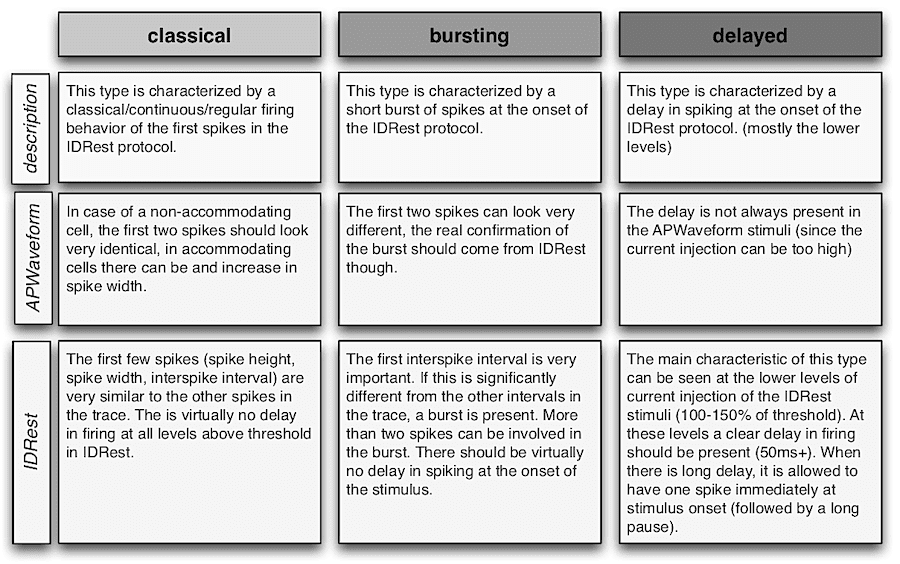 classical
bursting
delayed
description
This type is characterized by a
classical/continuous/regular firing
behavior of the first spikes in the
IDRest protocol.
This type is characterized by a
short burst of spikes at the onset of
the IDRest protocol.
This type is characterized by a
delay in spiking at the onset of the
IDRest protocol. (mostly the lower
levels)
APWaveform
In case of a non-accommodating
cell, the first two spikes should look
very identical, in accommodating
cells there can be and increase in
spike width.
The first two spikes can look very
different, the real confirmation of
the burst should come from IDRest
though.
The delay is not always present in
the APWaveform stimuli (since the
current injection can be too high)
IDRest
The first few spikes (spike height,
spike width, interspike interval) are
very similar to the other spikes in
the trace. The is virtually no delay
in firing at all levels above threshold
in IDRest.
The first interspike interval is very
important. If this is significantly
different from the other intervals in
the trace, a burst is present. More
than two spikes can be involved in
the burst. There should be virtually
no delay in spiking at the onset of
the stimulus.
The main characteristic of this type
can be seen at the lower levels of
current injection of the IDRest
stimuli (100-150% of threshold). At
these levels a clear delay in firing
should be present (50ms+). When
there is long delay, it is allowed to
have one spike immediately at
stimulus onset (followed by a long
pause).